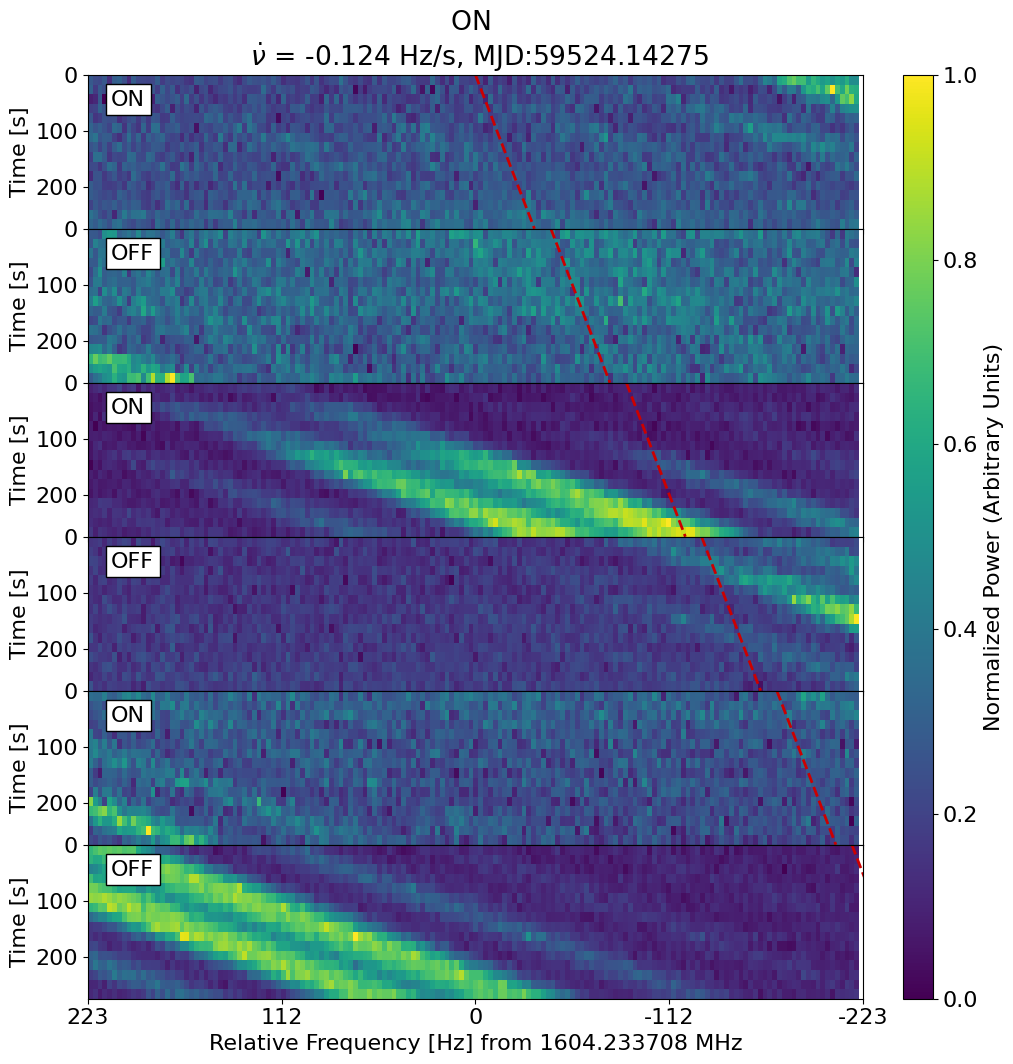 ON
ν̇ = -0.124 Hz/s, MJD:59524.14275
0
100
200
Time [s]
ON
0
100
200
Time [s]
OFF
0
100
200
Time [s]
ON
0
100
200
Time [s]
OFF
0
100
200
Time [s]
ON
0
100
200
Time [s]
OFF
223 112 0 -112 -223
Relative Frequency [Hz] from 1604.233708 MHz
1.0
0.8
0.6
0.4
0.2
0.0
Normalized Power (Arbitrary Units)